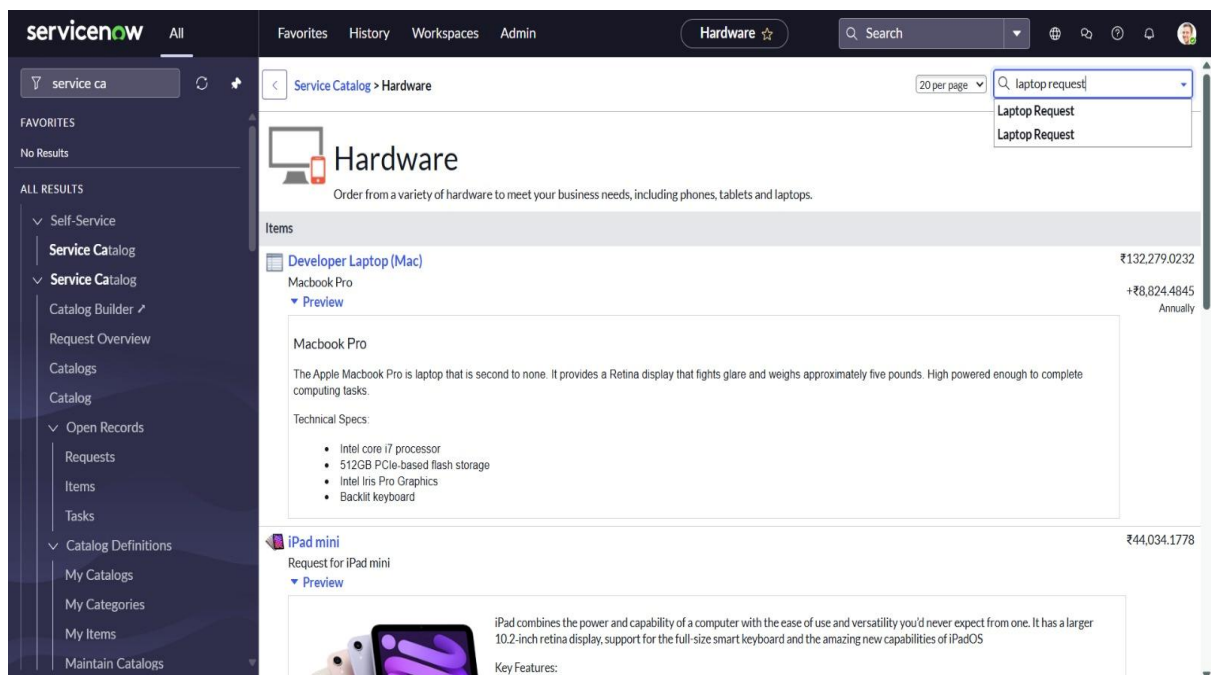 servicenow All Favorites History Workspaces Admin Hardware ☆ Search
service ca
FAVORITES
No Results
ALL RESULTS
Self-Service
Service Catalog
Service Catalog
Catalog Builder ↗
Request Overview
Catalogs
Catalog
Open Records
Requests
Items
Tasks
Catalog Definitions
My Catalogs
My Categories
My Items
Maintain Catalogs
< Service Catalog > Hardware
20 per page
laptop request
Laptop Request
Laptop Request
Hardware
Order from a variety of hardware to meet your business needs, including phones, tablets and laptops.
Items
Developer Laptop (Mac) ₹132,279.0232
Macbook Pro +₹8,824.4845
Annually
Preview
Macbook Pro
The Apple Macbook Pro is laptop that is second to none. It provides a Retina display that fights glare and weighs approximately five pounds. High powered enough to complete
computing tasks.
Technical Specs:
• Intel core i7 processor
• 512GB PCIe-based flash storage
• Intel Iris Pro Graphics
• Backlit keyboard
iPad mini ₹44,034.1778
Request for iPad mini
Preview
iPad combines the power and capability of a computer with the ease of use and versatility you'd never expect from one. It has a larger
10.2-inch retina display, support for the full-size smart keyboard and the amazing new capabilities of iPadOS
Key Features: